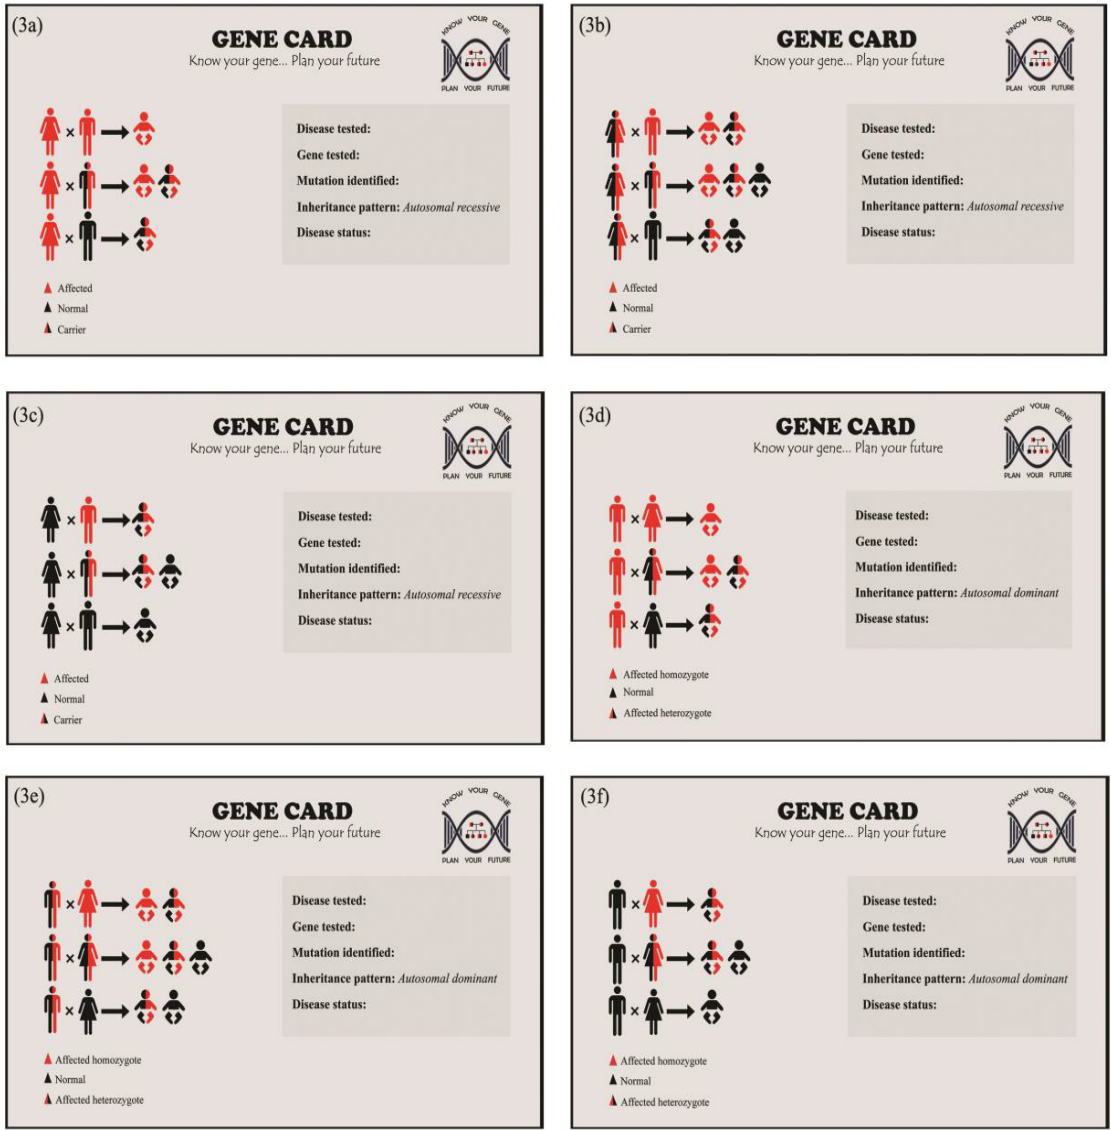 (3a)
GENE CARD
Know your gene... Plan your future
KNOW YOUR GENE
PLAN YOUR FUTURE
Disease tested:
Gene tested:
Mutation identified:
Inheritance pattern: Autosomal recessive
Disease status:
Affected
Normal
Carrier
(3b)
GENE CARD
Know your gene... Plan your future
KNOW YOUR GENE
PLAN YOUR FUTURE
Disease tested:
Gene tested:
Mutation identified:
Inheritance pattern: Autosomal recessive
Disease status:
Affected
Normal
Carrier
(3c)
GENE CARD
Know your gene... Plan your future
KNOW YOUR GENE
PLAN YOUR FUTURE
Disease tested:
Gene tested:
Mutation identified:
Inheritance pattern: Autosomal recessive
Disease status:
Affected
Normal
Carrier
(3d)
GENE CARD
Know your gene... Plan your future
KNOW YOUR GENE
PLAN YOUR FUTURE
Disease tested:
Gene tested:
Mutation identified:
Inheritance pattern: Autosomal dominant
Disease status:
Affected homozygote
Normal
Affected heterozygote
(3e)
GENE CARD
Know your gene... Plan your future
KNOW YOUR GENE
PLAN YOUR FUTURE
Disease tested:
Gene tested:
Mutation identified:
Inheritance pattern: Autosomal dominant
Disease status:
Affected homozygote
Normal
Affected heterozygote
(3f)
GENE CARD
Know your gene... Plan your future
KNOW YOUR GENE
PLAN YOUR FUTURE
Disease tested:
Gene tested:
Mutation identified:
Inheritance pattern: Autosomal dominant
Disease status:
Affected homozygote
Normal
Affected heterozygote